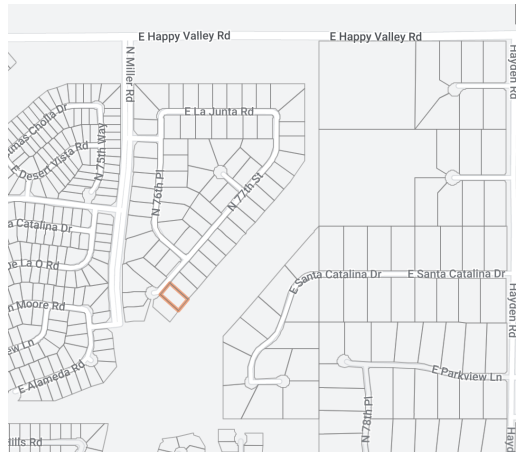 E Happy Valley Rd
E Happy Valley Rd
N Miller Rd
Hayden Rd
E La Junta Rd
N 75th Way
E Desert Vista Rd
N 76th Pl
N 77th St
a Catalina Dr
E Santa Catalina Dr
E Santa Catalina Dr
Hayden Rd
n Moore Rd
E Alameda Rd
E Parkview Ln
N 78th Pl